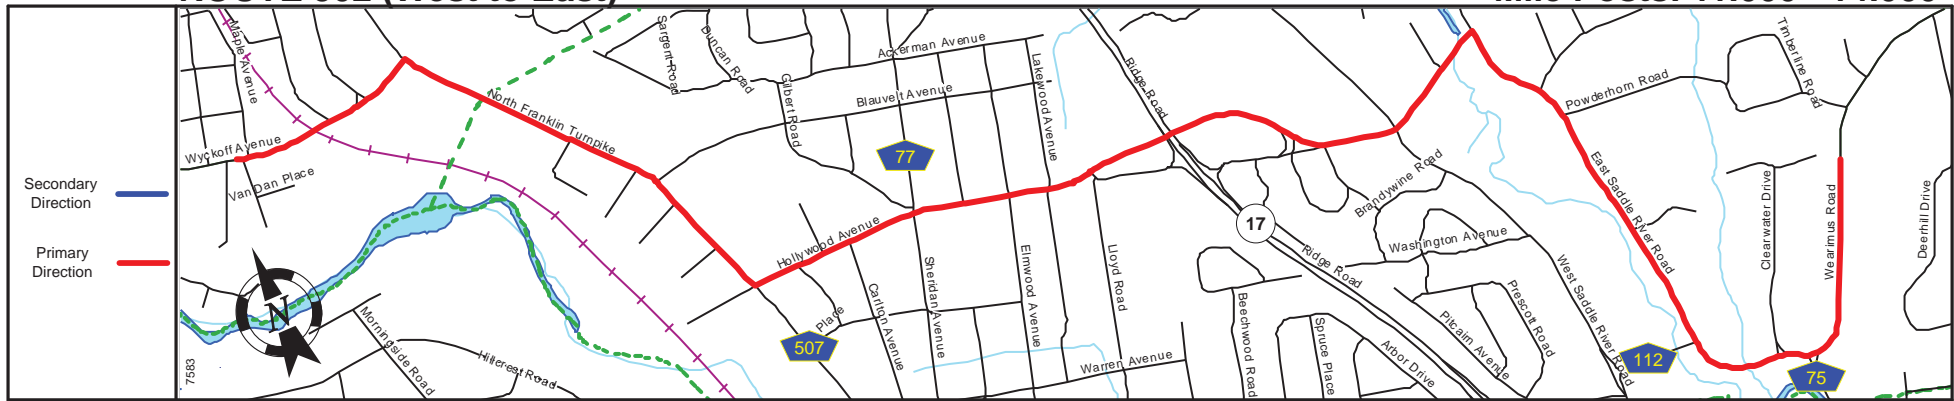 Secondary
Direction
Primary
Direction
Maple Avenue
Wyckoff Avenue
Van Dan Place
N
7583
Morningside Road
Hillcrest Road
North Franklin Turnpike
Sargent Road
Duncan Road
Gilbert Road
Ackerman Avenue
Blauvelt Avenue
77
Lakewood Avenue
Ridge Road
Hollywood Avenue
507
Place
Carlton Avenue
Sheridan Avenue
Elmwood Avenue
Lloyd Road
Warren Avenue
17
Ridge Road
Brandywine Road
Washington Avenue
Beechwood Road
Spruce Place
Arbor Drive
Pitcairn Avenue
Prescott Road
West Saddle River Road
East Saddle River Road
112
Powderhorn Road
Timberline Road
Clearwater Drive
Wearimus Road
Deerhill Drive
75